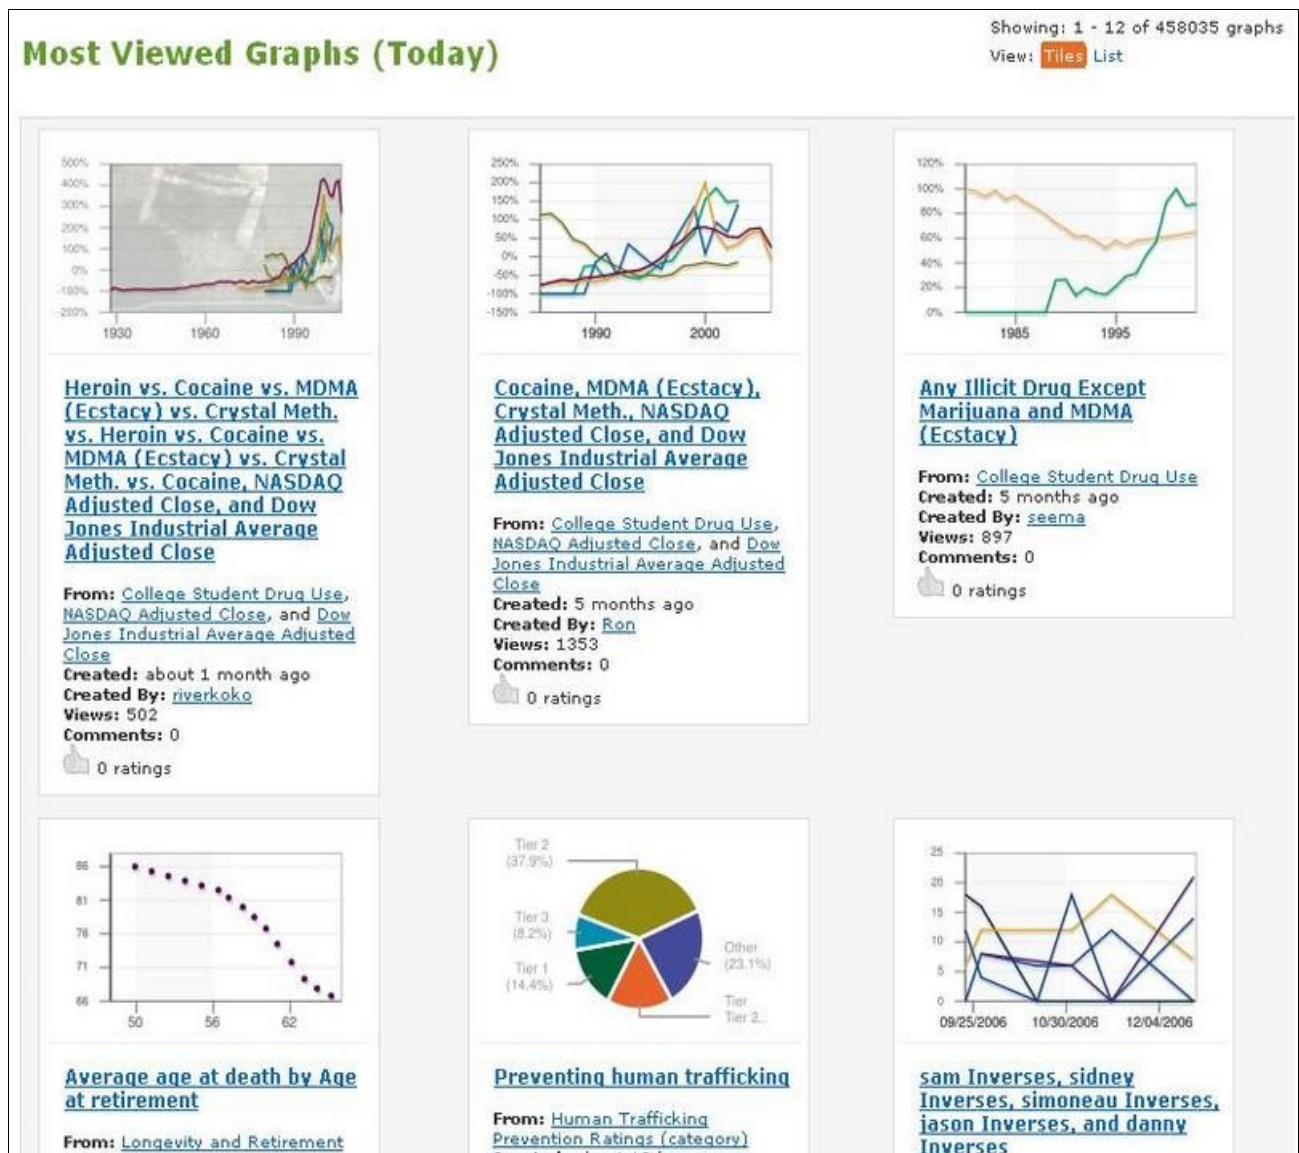 Most Viewed Graphs (Today)
Showing: 1 - 12 of 458035 graphs
View: Tiles List
500%
400%
300%
200%
100%
0%
-100%
-200%
1930 1960 1990
Heroin vs. Cocaine vs. MDMA
(Ecstacy) vs. Crystal Meth.
vs. Heroin vs. Cocaine vs.
MDMA (Ecstacy) vs. Crystal
Meth. vs. Cocaine, NASDAQ
Adjusted Close, and Dow
Jones Industrial Average
Adjusted Close
From: College Student Drug Use,
NASDAQ Adjusted Close, and Dow
Jones Industrial Average Adjusted
Close
Created: about 1 month ago
Created By: riverkoko
Views: 502
Comments: 0
0 ratings
250%
200%
150%
100%
50%
0%
-50%
-100%
-150%
1990 2000
Cocaine, MDMA (Ecstacy),
Crystal Meth., NASDAQ
Adjusted Close, and Dow
Jones Industrial Average
Adjusted Close
From: College Student Drug Use,
NASDAQ Adjusted Close, and Dow
Jones Industrial Average Adjusted
Close
Created: 5 months ago
Created By: Ron
Views: 1353
Comments: 0
0 ratings
120%
100%
80%
60%
40%
20%
0%
1985 1995
Any Illicit Drug Except
Marijuana and MDMA
(Ecstacy)
From: College Student Drug Use
Created: 5 months ago
Created By: seema
Views: 897
Comments: 0
0 ratings
86
81
76
71
66
50 56 62
Average age at death by Age
at retirement
From: Longevity and Retirement
Tier 2
(37.9%)
Tier 3
(8.2%)
Tier 1
(14.4%)
Other
(23.1%)
Tier
Tier 2..
Preventing human trafficking
From: Human Trafficking
Prevention Ratings (category)
25
20
15
10
5
0
09/25/2006 10/30/2006 12/04/2006
sam Inverses, sidney
Inverses, simoneau Inverses,
jason Inverses, and danny
Inverses